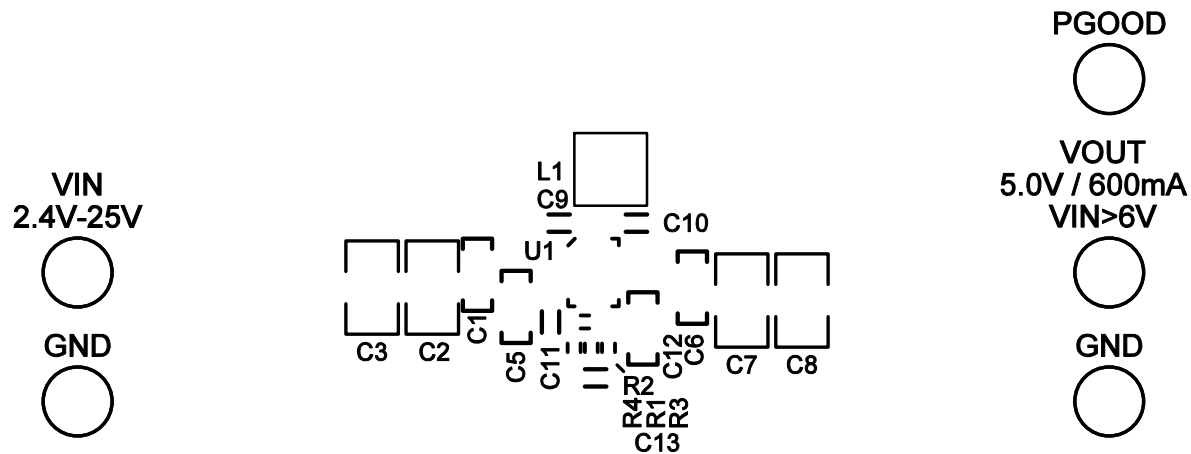 PGOOD
VIN
2.4V-25V
VOUT
5.0V / 600mA
VIN>6V
L1
C9
C10
U1
GND
GND
C3
C2
C1
C5
C11
C12
C6
C7
C8
R2
R4
R1
R3
C13